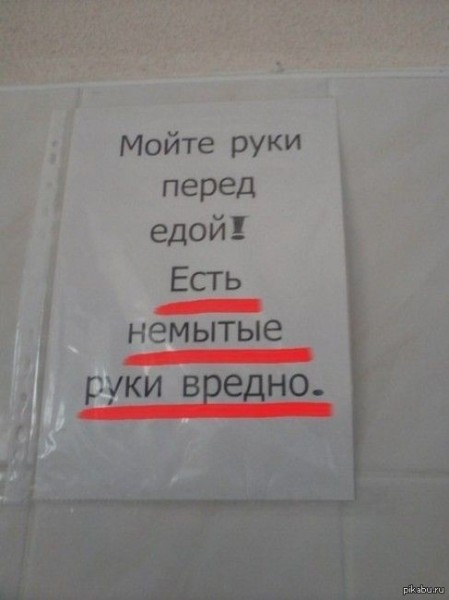 Мойте руки
перед
едой!
Есть
немытые
руки вредно.
pikabu.ru